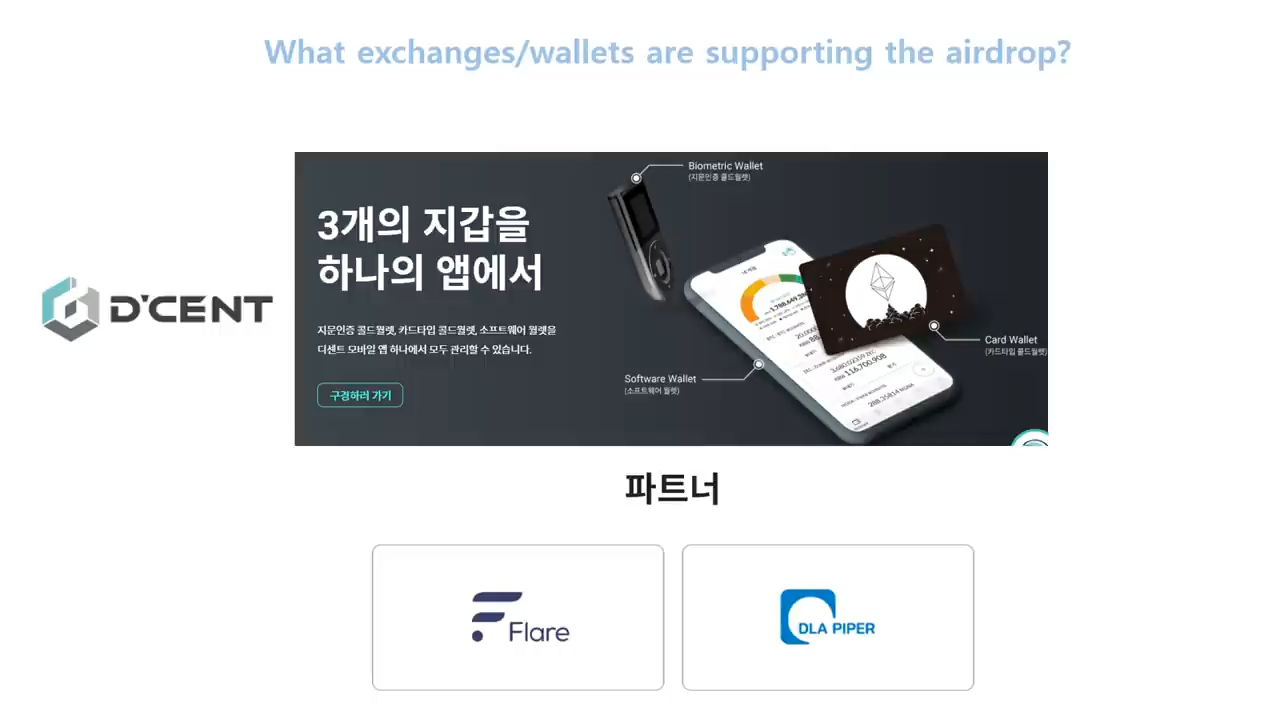 What exchanges/wallets are supporting the airdrop?
Biometric Wallet
(지문인증 콜드월렛)
3개의 지갑을
하나의 앱에서
D'CENT
지문인증 콜드월렛, 카드타입 콜드월렛, 소프트웨어 월렛을
디센트 모바일 앱 하나에서 모두 관리할 수 있습니다.
Card Wallet
(카드타입 콜드월렛)
Software Wallet
(소프트웨어 월렛)
구경하러 가기
116,700.908
288.35814
파트너
Flare
DLA PIPER